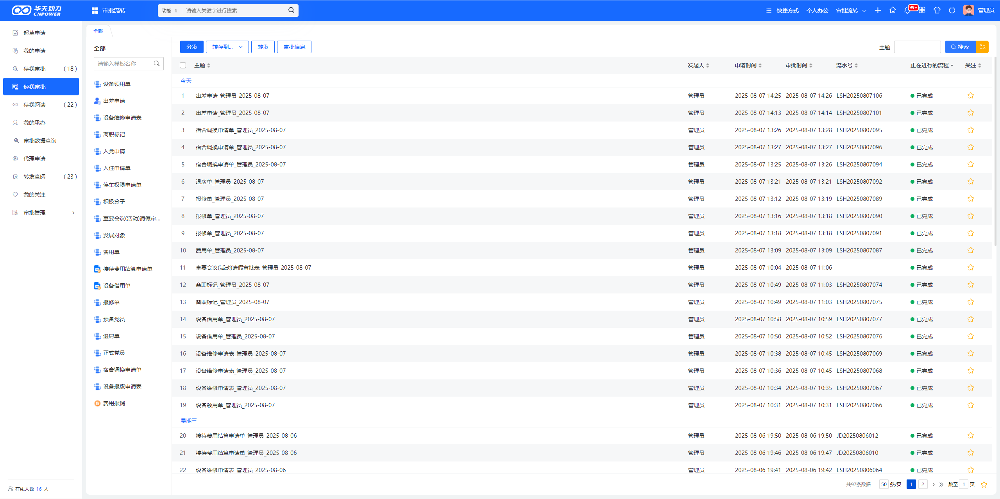 华天动力 CNPOWER 审批流转 功能 请输入关键字进行搜索 快捷方式 个人办公 审批流转 99+ 管理员
起草申请
我的申请
待我审批 ( 18 )
经我审批
待我阅读 ( 22 )
我的承办
审批数据查询
代理申请
转发查阅 ( 23 )
我的关注
审批管理
在线人数 16 人
全部
全部
请输入模板名称
设备领用单
出差申请
设备维修申请表
离职标记
入党申请
入住申请单
停车权限申请单
积极分子
重要会议(活动)请假审...
发展对象
费用单
接待费用结算申请单
设备借用单
报修单
预备党员
退房单
正式党员
宿舍调换申请单
设备报废申请表
费用报销
分发 转存到... 转发 审批信息 主题 搜索
主题 发起人 申请时间 审批时间 流水号 正在进行的流程 关注
今天
1 出差申请_管理员_2025-08-07 管理员 2025-08-07 14:25 2025-08-07 14:26 LSH20250807106 已完成
2 出差申请_管理员_2025-08-07 管理员 2025-08-07 14:13 2025-08-07 14:14 LSH20250807101 已完成
3 宿舍调换申请单_管理员_2025-08-07 管理员 2025-08-07 13:26 2025-08-07 13:28 LSH20250807095 已完成
4 宿舍调换申请单_管理员_2025-08-07 管理员 2025-08-07 13:27 2025-08-07 13:27 LSH20250807096 已完成
5 宿舍调换申请单_管理员_2025-08-07 管理员 2025-08-07 13:25 2025-08-07 13:26 LSH20250807094 已完成
6 退房单_管理员_2025-08-07 管理员 2025-08-07 13:21 2025-08-07 13:21 LSH20250807092 已完成
7 报修单_管理员_2025-08-07 管理员 2025-08-07 13:12 2025-08-07 13:19 LSH20250807089 已完成
8 报修单_管理员_2025-08-07 管理员 2025-08-07 13:16 2025-08-07 13:18 LSH20250807090 已完成
9 报修单_管理员_2025-08-07 管理员 2025-08-07 13:18 2025-08-07 13:18 LSH20250807091 已完成
10 费用单_管理员_2025-08-07 管理员 2025-08-07 13:09 2025-08-07 13:09 LSH20250807087 已完成
11 重要会议(活动)请假审批表_管理员_2025-08-07 管理员 2025-08-07 10:04 2025-08-07 11:06 已完成
12 离职标记_管理员_2025-08-07 管理员 2025-08-07 10:49 2025-08-07 11:03 LSH20250807074 已完成
13 离职标记_管理员_2025-08-07 管理员 2025-08-07 10:49 2025-08-07 11:03 LSH20250807075 已完成
14 设备借用单_管理员_2025-08-07 管理员 2025-08-07 10:58 2025-08-07 10:59 LSH20250807077 已完成
15 设备借用单_管理员_2025-08-07 管理员 2025-08-07 10:50 2025-08-07 10:52 LSH20250807076 已完成
16 设备维修申请表_管理员_2025-08-07 管理员 2025-08-07 10:38 2025-08-07 10:45 LSH20250807069 已完成
17 设备维修申请表_管理员_2025-08-07 管理员 2025-08-07 10:36 2025-08-07 10:45 LSH20250807068 已完成
18 设备维修申请表_管理员_2025-08-07 管理员 2025-08-07 10:34 2025-08-07 10:35 LSH20250807067 已完成
19 设备领用单_管理员_2025-08-07 管理员 2025-08-07 10:31 2025-08-07 10:31 LSH20250807066 已完成
星期三
20 接待费用结算申请单_管理员_2025-08-06 管理员 2025-08-06 19:50 2025-08-06 19:50 JD20250806012 已完成
21 接待费用结算申请单_管理员_2025-08-06 管理员 2025-08-06 19:46 2025-08-06 19:47 JD20250806010 已完成
22 设备维修申请表_管理员_2025-08-06 管理员 2025-08-06 19:41 2025-08-06 19:42 LSH20250806064 已完成
共97条数据 50 条/页 1 2 跳至 1 页